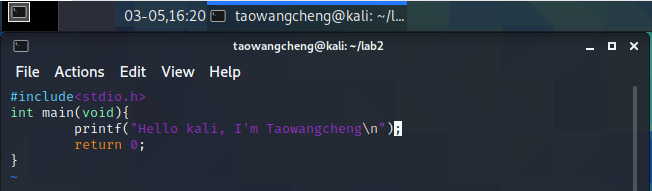 03-05,16:20 taowangcheng@kali: ~/l...
taowangcheng@kali: ~/lab2
File Actions Edit View Help
#include<stdio.h>
int main(void){
        printf("Hello kali, I'm Taowangcheng\n");
        return 0;
}
~